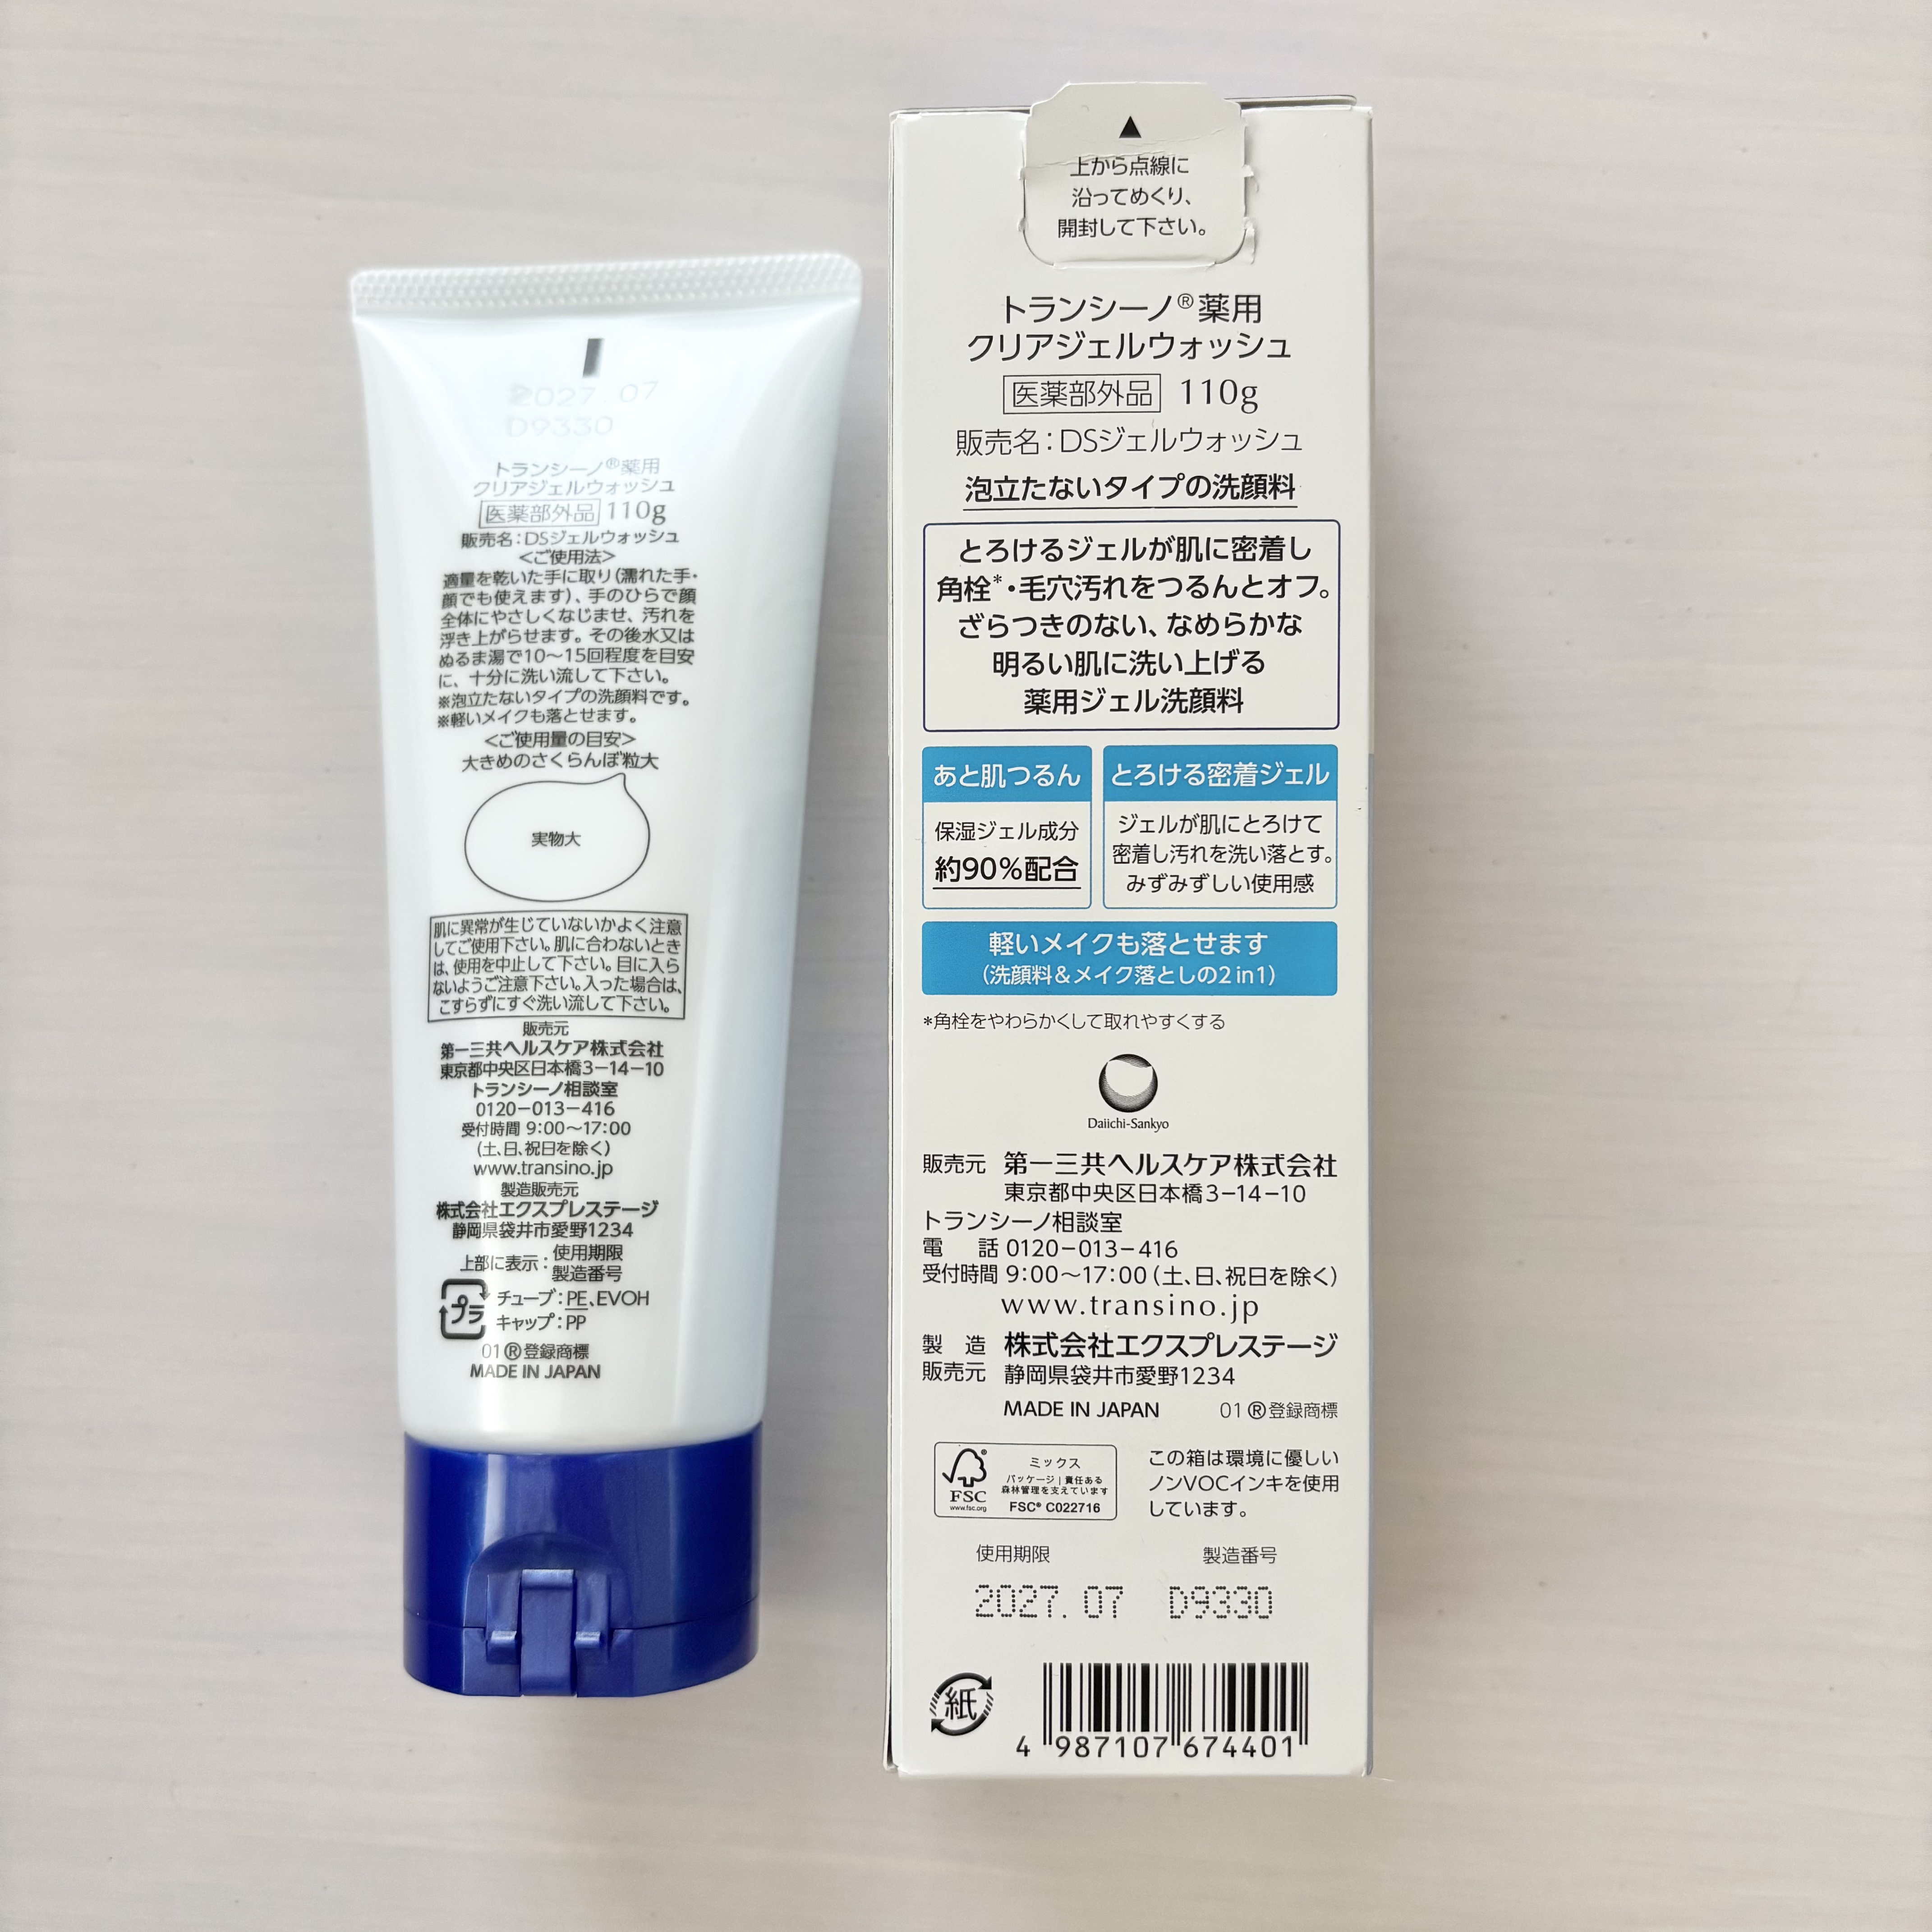 2027.07
D9330
トランシーノ®薬用
クリアジェルウォッシュ
医薬部外品 110g
販売名：DSジェルウォッシュ
＜ご使用法＞
適量を乾いた手に取り（濡れた手・
顔でも使えます）、手のひらで顔
全体にやさしくなじませ、汚れを
浮き上がらせます。その後水又は
ぬるま湯で10～15回程度を目安
に、十分に洗い流して下さい。
※泡立たないタイプの洗顔料です。
※軽いメイクも落とせます。
＜ご使用量の目安＞
大きめのさくらんぼ粒大
実物大
肌に異常が生じていないかよく注意
してご使用下さい。肌に合わないとき
は、使用を中止して下さい。目に入ら
ないようご注意下さい。入った場合は、
こすらずにすぐ洗い流して下さい。
販売元
第一三共ヘルスケア株式会社
東京都中央区日本橋3－14－10
トランシーノ相談室
0120－013－416
受付時間 9:00～17:00
（土、日、祝日を除く）
www.transino.jp
製造販売元
株式会社エクスプレステージ
静岡県袋井市愛野1234
上部に表示：使用期限
製造番号
プラ チューブ：PE、EVOH
キャップ：PP
01 ®登録商標
MADE IN JAPAN
▲
上から点線に
沿ってめくり、
開封して下さい。
トランシーノ®薬用
クリアジェルウォッシュ
医薬部外品 110g
販売名：DSジェルウォッシュ
泡立たないタイプの洗顔料
とろけるジェルが肌に密着し
角栓*・毛穴汚れをつるんとオフ。
ざらつきのない、なめらかな
明るい肌に洗い上げる
薬用ジェル洗顔料
あと肌つるん
保湿ジェル成分
約90%配合
とろける密着ジェル
ジェルが肌にとろけて
密着し汚れを洗い落とす。
みずみずしい使用感
軽いメイクも落とせます
（洗顔料＆メイク落としの2 in1）
*角栓をやわらかくして取れやすくする
Daiichi-Sankyo
販売元 第一三共ヘルスケア株式会社
東京都中央区日本橋3－14－10
トランシーノ相談室
電 話 0120－013－416
受付時間 9:00～17:00（土、日、祝日を除く）
www.transino.jp
製 造 株式会社エクスプレステージ
販売元 静岡県袋井市愛野1234
MADE IN JAPAN 01 ®登録商標
FSC®
www.fsc.org
ミックス
パッケージ｜責任ある
森林管理を支えています
FSC® C022716
この箱は環境に優しい
ノンVOCインキを使用
しています。
使用期限 製造番号
2027.07 D9330
紙
4 987107 674401